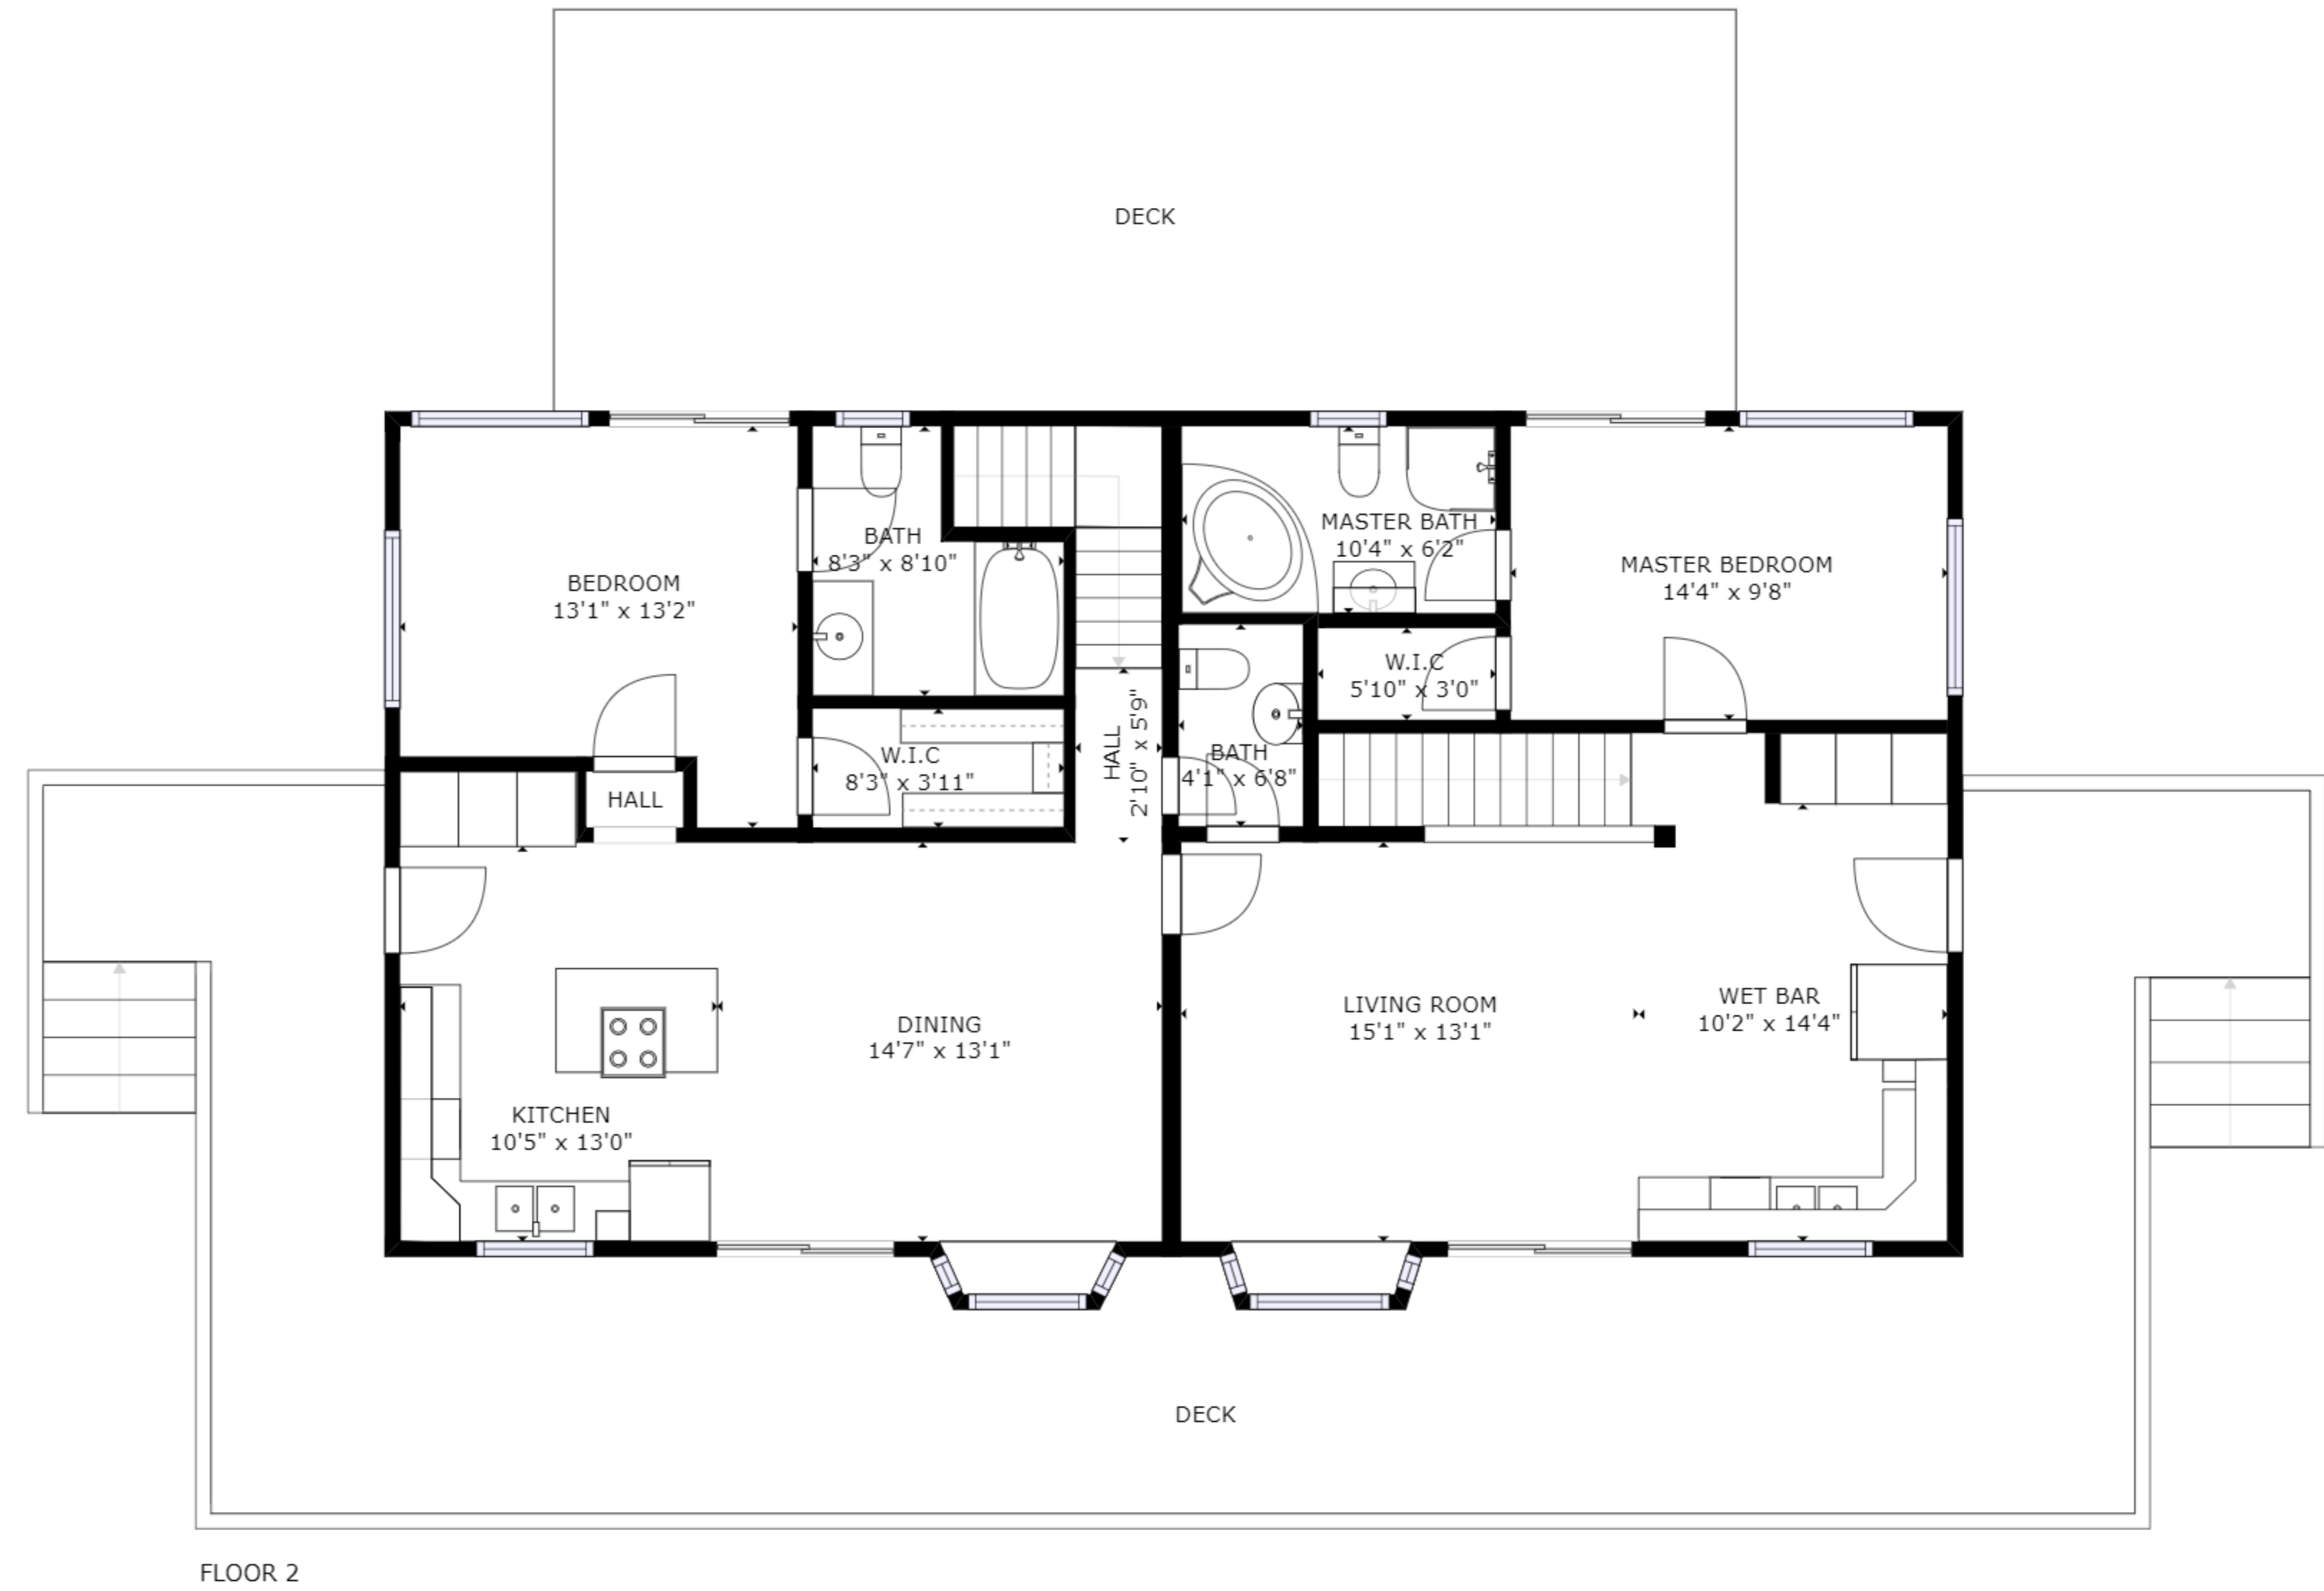 DECK
BEDROOM
13'1" x 13'2"
BATH
8'3" x 8'10"
MASTER BATH
10'4" x 6'2"
MASTER BEDROOM
14'4" x 9'8"
W.I.C
5'10" x 3'0"
W.I.C
8'3" x 3'11"
HALL
2'10" x 5'9"
BATH
4'1" x 6'8"
HALL
DINING
14'7" x 13'1"
LIVING ROOM
15'1" x 13'1"
WET BAR
10'2" x 14'4"
KITCHEN
10'5" x 13'0"
DECK
FLOOR 2